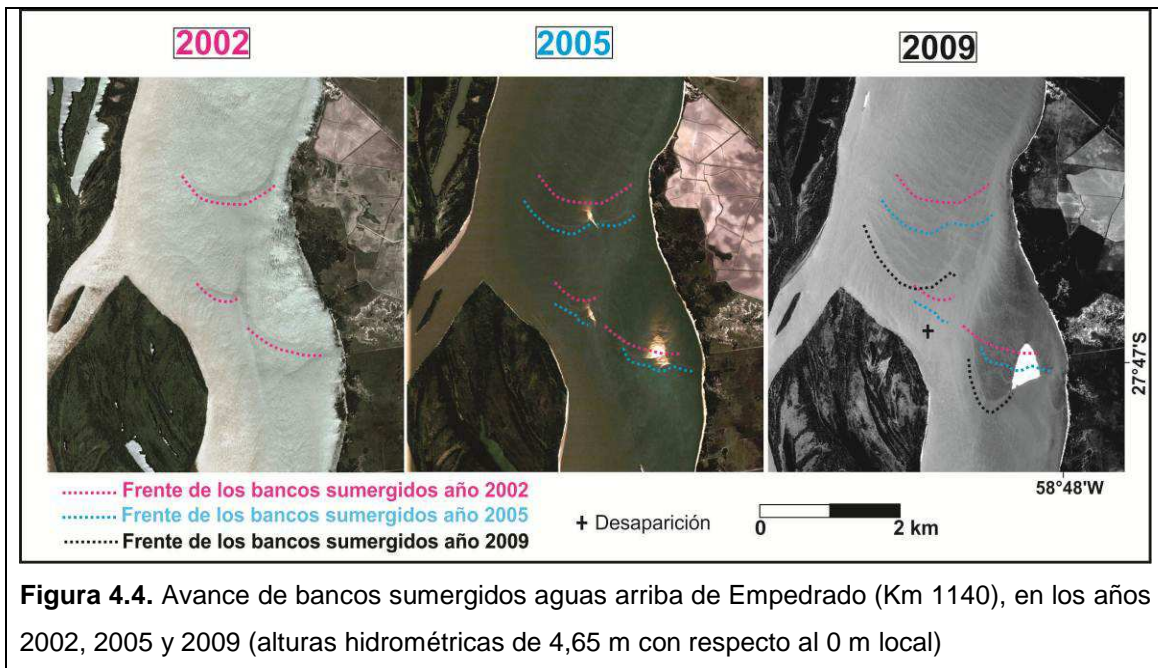 2002
2005
2009
27°47'S
58°48'W
Frente de los bancos sumergidos año 2002
Frente de los bancos sumergidos año 2005
Frente de los bancos sumergidos año 2009
+ Desaparición
0 2 km
Figura 4.4. Avance de bancos sumergidos aguas arriba de Empedrado (Km 1140), en los años
2002, 2005 y 2009 (alturas hidrométricas de 4,65 m con respecto al 0 m local)